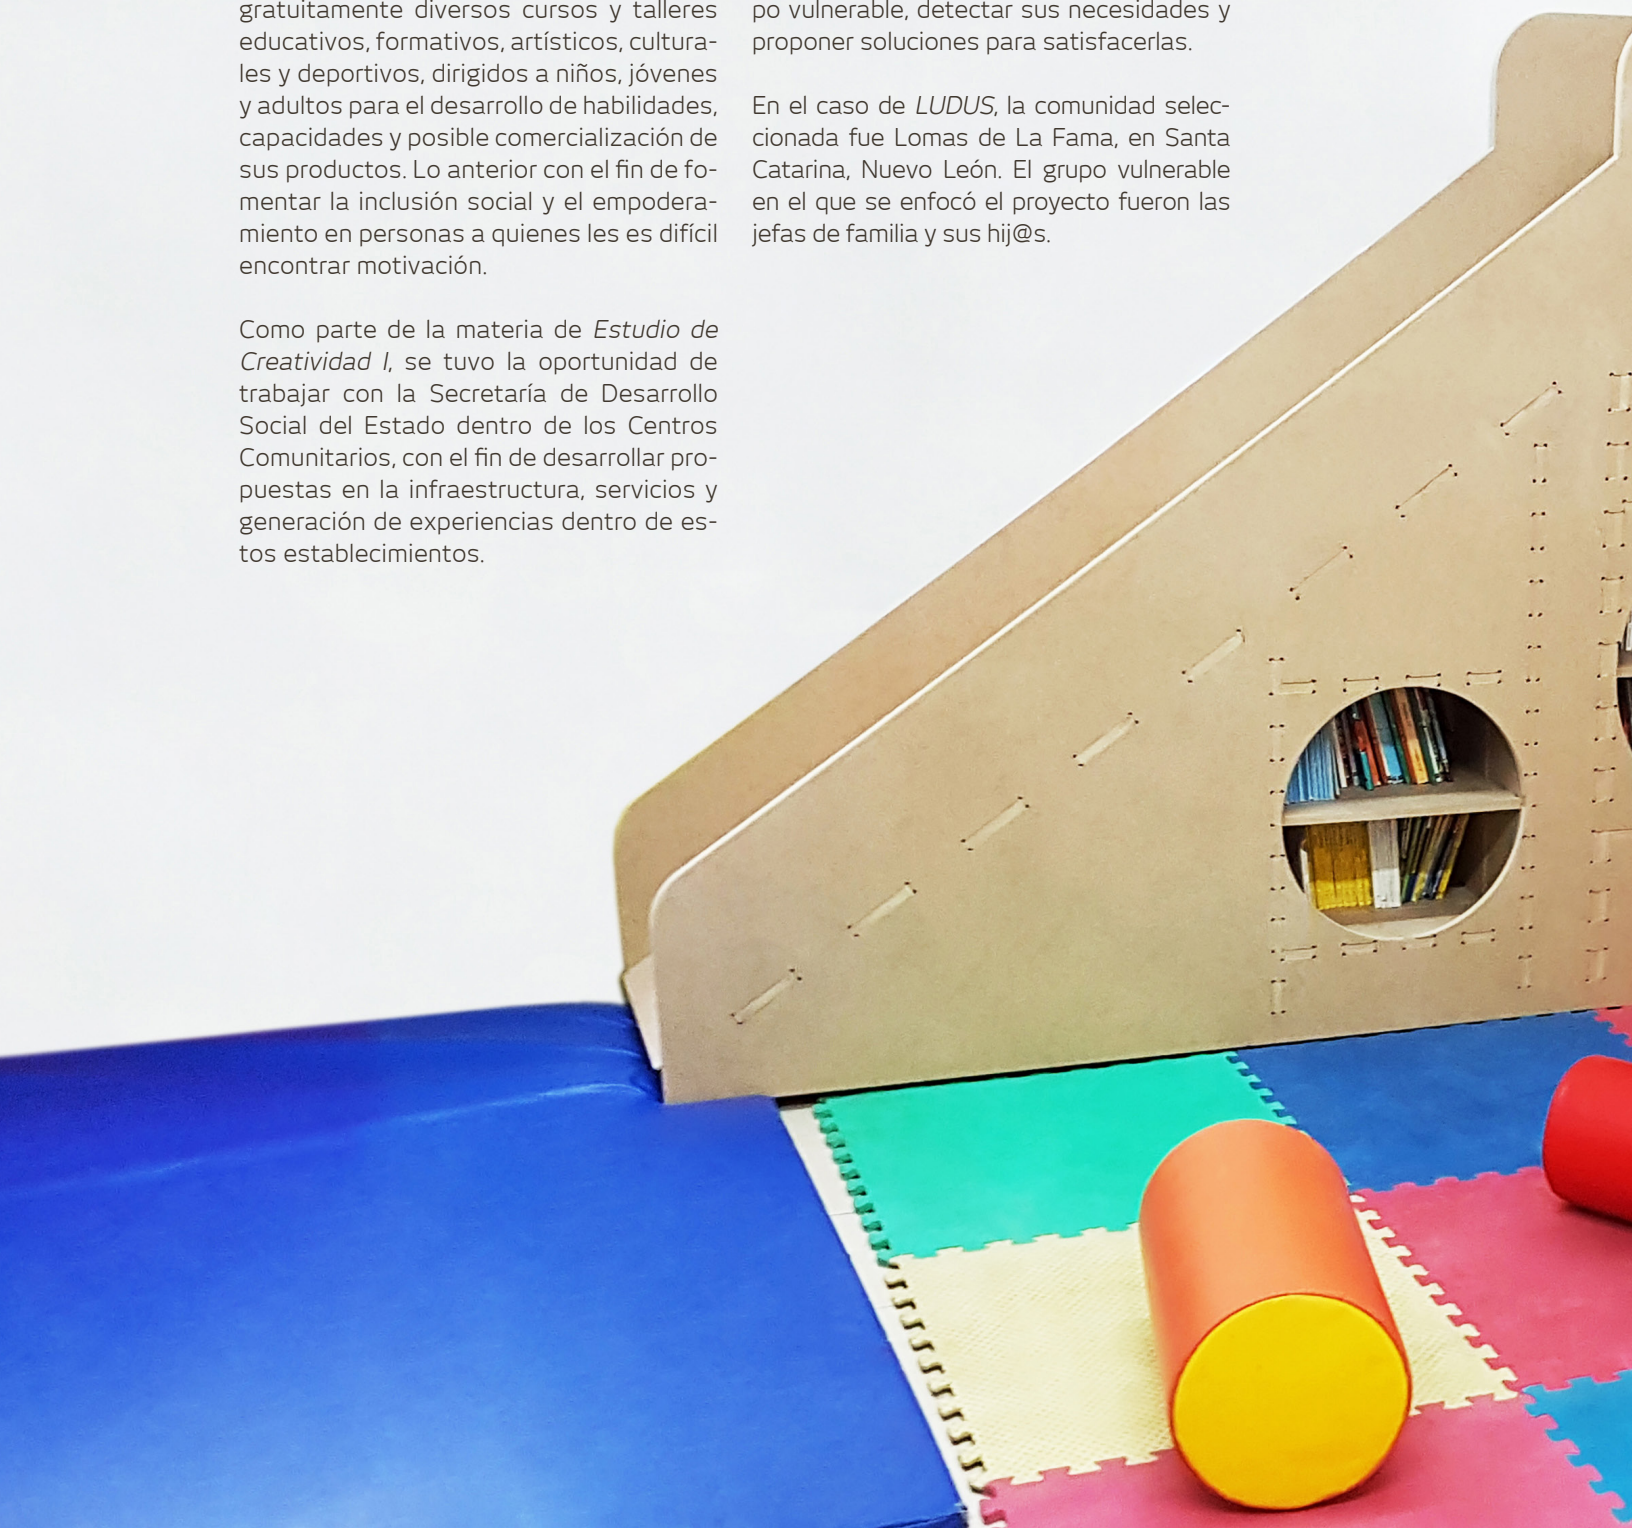 gratuitamente diversos cursos y talleres
educativos, formativos, artísticos, cultura-
les y deportivos, dirigidos a niños, jóvenes
y adultos para el desarrollo de habilidades,
capacidades y posible comercialización de
sus productos. Lo anterior con el fin de fo-
mentar la inclusión social y el empodera-
miento en personas a quienes les es difícil
encontrar motivación.
Como parte de la materia de Estudio de
Creatividad I, se tuvo la oportunidad de
trabajar con la Secretaría de Desarrollo
Social del Estado dentro de los Centros
Comunitarios, con el fin de desarrollar pro-
puestas en la infraestructura, servicios y
generación de experiencias dentro de es-
tos establecimientos.
po vulnerable, detectar sus necesidades y
proponer soluciones para satisfacerlas.
En el caso de LUDUS, la comunidad selec-
cionada fue Lomas de La Fama, en Santa
Catarina, Nuevo León. El grupo vulnerable
en el que se enfocó el proyecto fueron las
jefas de familia y sus hij@s.